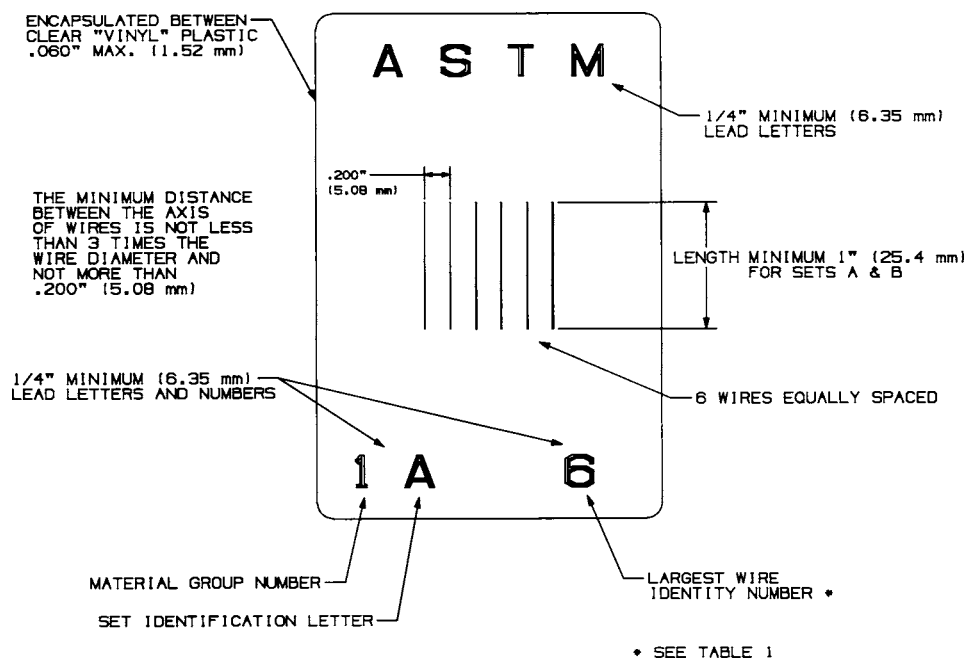 ENCAPSULATED BETWEEN
CLEAR "VINYL" PLASTIC
.060" MAX. (1.52 mm)
A S T M
1/4" MINIMUM (6.35 mm)
LEAD LETTERS
.200"
(5.08 mm)
THE MINIMUM DISTANCE
BETWEEN THE AXIS
OF WIRES IS NOT LESS
THAN 3 TIMES THE
WIRE DIAMETER AND
NOT MORE THAN
.200" (5.08 mm)
LENGTH MINIMUM 1" (25.4 mm)
FOR SETS A & B
1/4" MINIMUM (6.35 mm)
LEAD LETTERS AND NUMBERS
6 WIRES EQUALLY SPACED
1 A 6
MATERIAL GROUP NUMBER
SET IDENTIFICATION LETTER
LARGEST WIRE
IDENTITY NUMBER *
* SEE TABLE 1